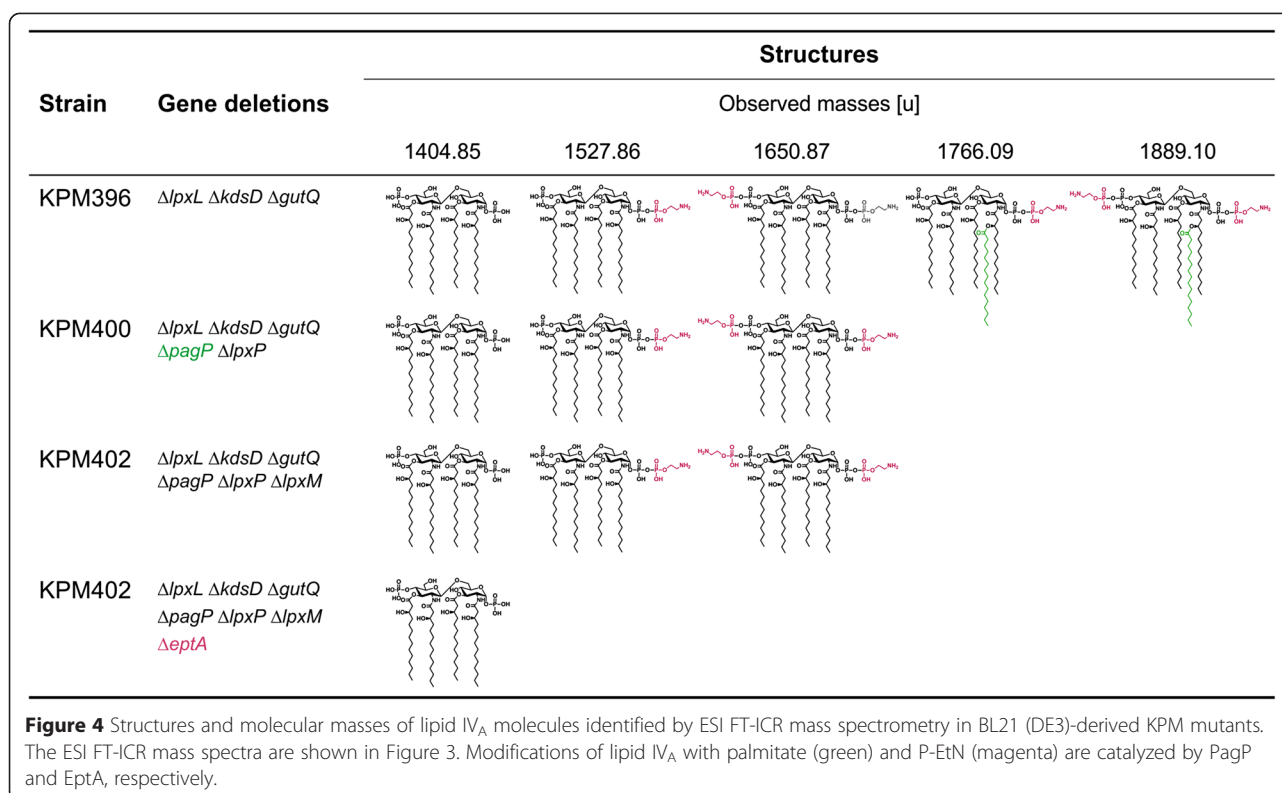 Structures
Strain Gene deletions Observed masses [u]
1404.85 1527.86 1650.87 1766.09 1889.10
KPM396 ΔlpxL ΔkdsD ΔgutQ
KPM400 ΔlpxL ΔkdsD ΔgutQ
ΔpagP ΔlpxP
KPM402 ΔlpxL ΔkdsD ΔgutQ
ΔpagP ΔlpxP ΔlpxM
KPM402 ΔlpxL ΔkdsD ΔgutQ
ΔpagP ΔlpxP ΔlpxM
ΔeptA
Figure 4 Structures and molecular masses of lipid IVA molecules identified by ESI FT-ICR mass spectrometry in BL21 (DE3)-derived KPM mutants.
The ESI FT-ICR mass spectra are shown in Figure 3. Modifications of lipid IVA with palmitate (green) and P-EtN (magenta) are catalyzed by PagP
and EptA, respectively.